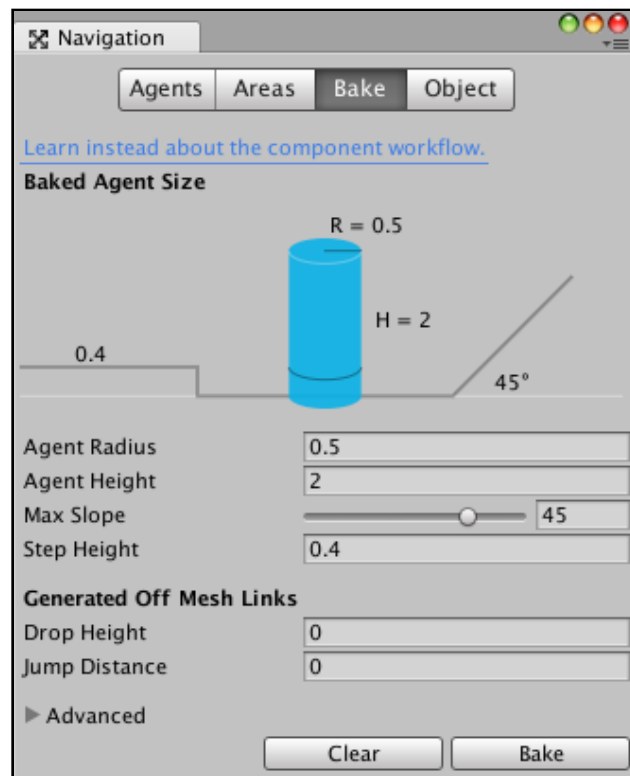 Navigation
Agents Areas Bake Object
Learn instead about the component workflow.
Baked Agent Size
R = 0.5
H = 2
0.4
45°
Agent Radius 0.5
Agent Height 2
Max Slope 45
Step Height 0.4
Generated Off Mesh Links
Drop Height 0
Jump Distance 0
Advanced
Clear Bake